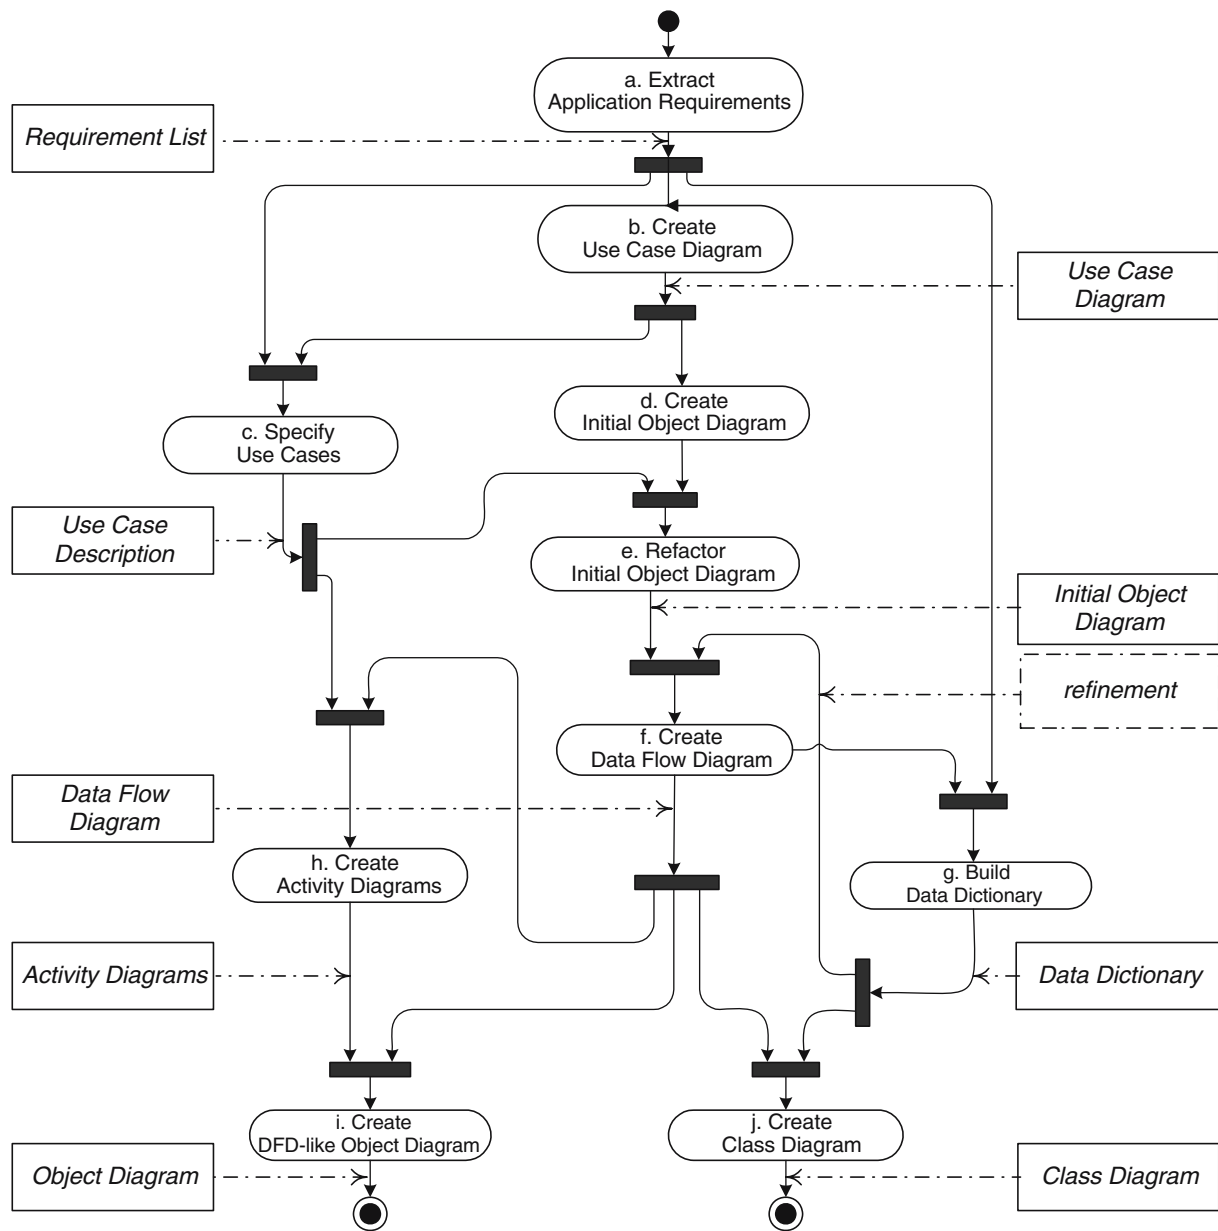 a. Extract
Application Requirements
Requirement List
b. Create
Use Case Diagram
Use Case
Diagram
d. Create
Initial Object Diagram
c. Specify
Use Cases
Use Case
Description
e. Refactor
Initial Object Diagram
Initial Object
Diagram
refinement
f. Create
Data Flow Diagram
Data Flow
Diagram
h. Create
Activity Diagrams
g. Build
Data Dictionary
Activity Diagrams
Data Dictionary
i. Create
DFD-like Object Diagram
j. Create
Class Diagram
Object Diagram
Class Diagram